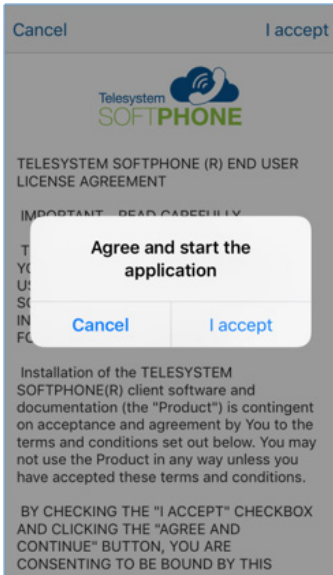 Cancel I accept
Telesystem
SOFTPHONE
TELESYSTEM SOFTPHONE (R) END USER
LICENSE AGREEMENT
Agree and start the
application
Cancel I accept
Installation of the TELESYSTEM
SOFTPHONE(R) client software and
documentation (the "Product") is contingent
on acceptance and agreement by You to the
terms and conditions set out below. You may
not use the Product in any way unless you
have accepted these terms and conditions.
BY CHECKING THE "I ACCEPT" CHECKBOX
AND CLICKING THE "AGREE AND
CONTINUE" BUTTON, YOU ARE
CONSENTING TO BE BOUND BY THIS